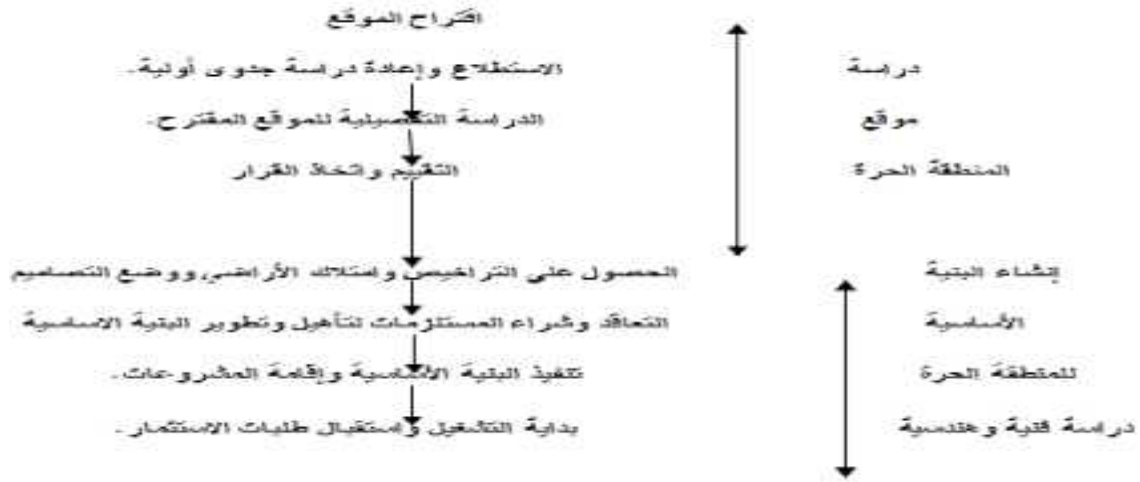 اقتراح الموقع
دراسة
الاستطلاع وإعادة دراسة جدوى أولية.
موقع
الدراسة التفصيلية للموقع المقترح.
المنطقة الحرة
التقييم واتخاذ القرار
إنشاء البنية
الحصول على التراخيص وامتلاك الأراضي ووضع التصاميم
الأساسية
التعاقد وشراء المستلزمات لتأهيل وتطوير البنية الاساسية
للمنطقة الحرة
تنفيذ البنية الأساسية وإقامة المشروعات.
دراسة فنية وهندسية
بداية التشغيل واستقبال طلبات الاستثمار.